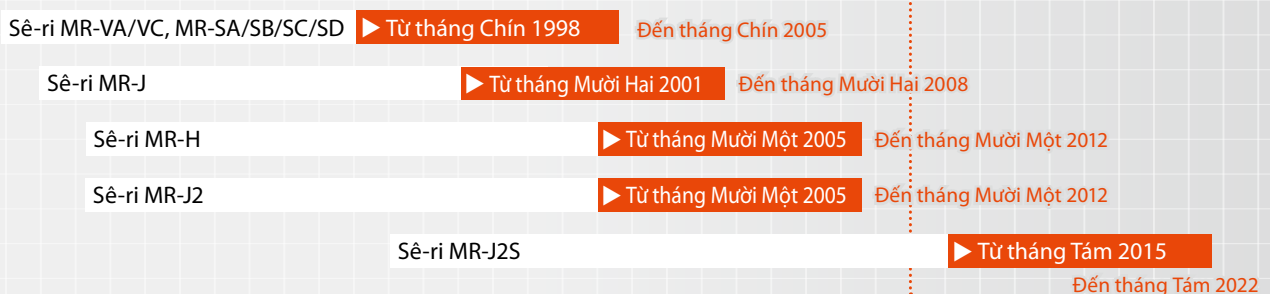 Sê-ri MR-VA/VC, MR-SA/SB/SC/SD ▶ Từ tháng Chín 1998 Đến tháng Chín 2005
Sê-ri MR-J ▶ Từ tháng Mười Hai 2001 Đến tháng Mười Hai 2008
Sê-ri MR-H ▶ Từ tháng Mười Một 2005 Đến tháng Mười Một 2012
Sê-ri MR-J2 ▶ Từ tháng Mười Một 2005 Đến tháng Mười Một 2012
Sê-ri MR-J2S ▶ Từ tháng Tám 2015
Đến tháng Tám 2022